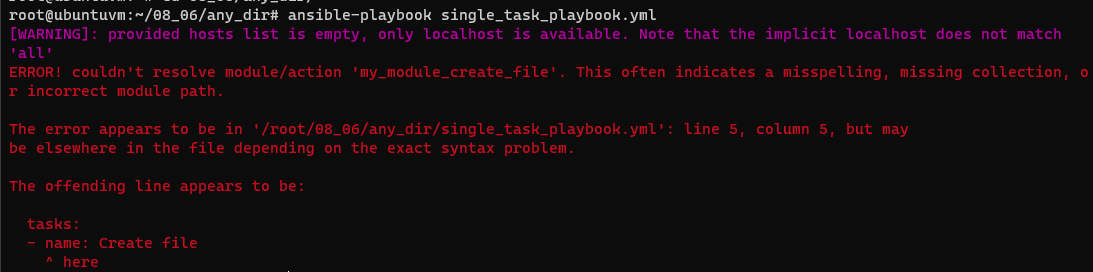 root@ubuntuvm:~/08_06/any_dir# ansible-playbook single_task_playbook.yml
[WARNING]: provided hosts list is empty, only localhost is available. Note that the implicit localhost does not match
'all'
ERROR! couldn't resolve module/action 'my_module_create_file'. This often indicates a misspelling, missing collection, o
r incorrect module path.
The error appears to be in '/root/08_06/any_dir/single_task_playbook.yml': line 5, column 5, but may
be elsewhere in the file depending on the exact syntax problem.
The offending line appears to be:
tasks:
- name: Create file
^ here